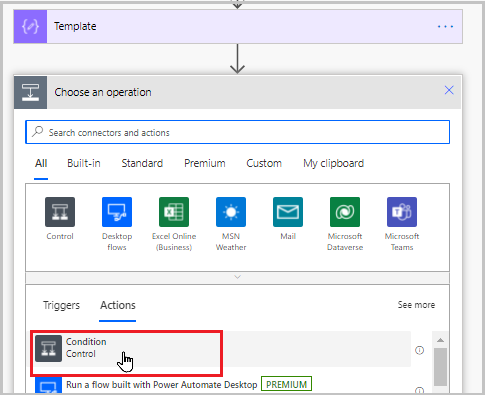 Template
Choose an operation
Search connectors and actions
All Built-in Standard Premium Custom My clipboard
Control Desktop flows Excel Online (Business) MSN Weather Mail Microsoft Dataverse Microsoft Teams
Triggers Actions See more
Condition
Control
Run a flow built with Power Automate Desktop PREMIUM